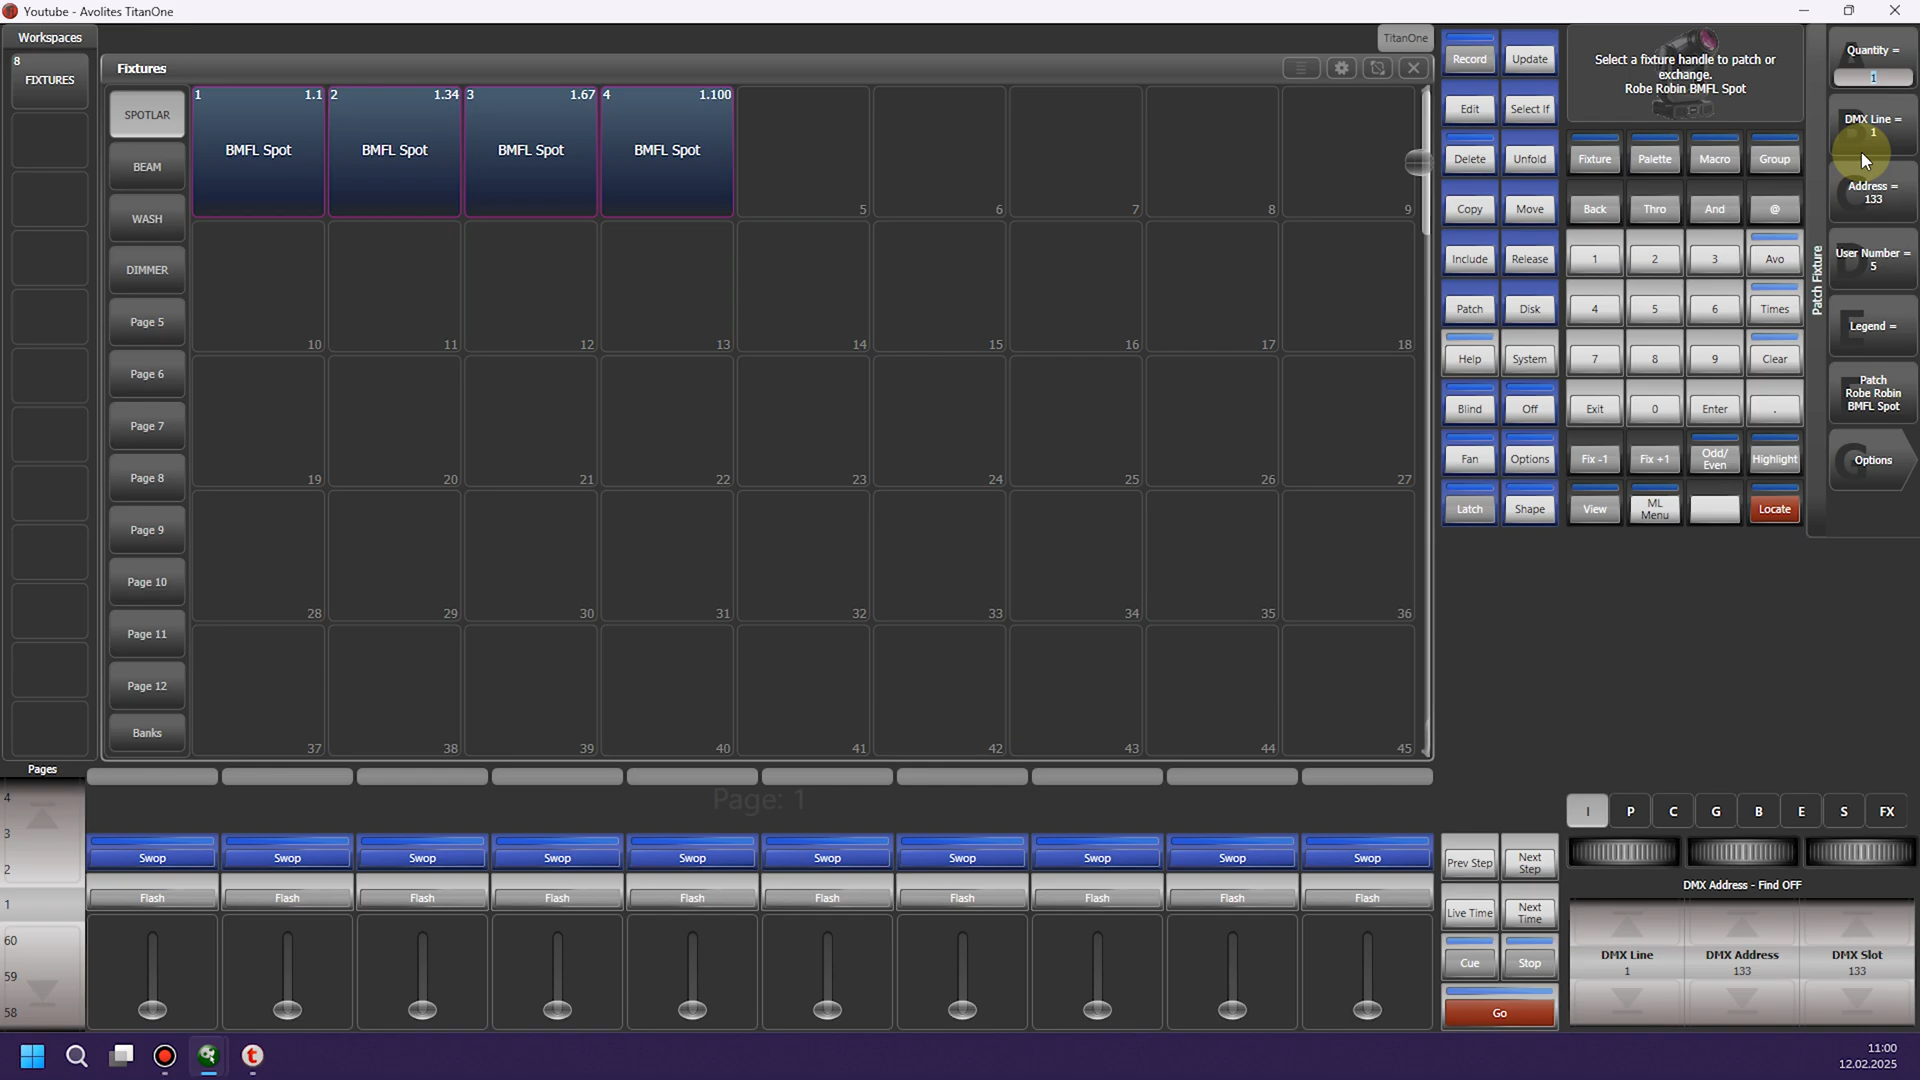 Youtube - Avolites TitanOne
Workspaces
8
FIXTURES
TitanOne
Fixtures
SPOTLAR
BEAM
WASH
DIMMER
Page 5
Page 6
Page 7
Page 8
Page 9
Page 10
Page 11
Page 12
Banks
1 1.1 2 1.34 3 1.67 4 1.100
BMFL Spot BMFL Spot BMFL Spot BMFL Spot
5 6 7 8 9
10 11 12 13 14 15 16 17 18
19 20 21 22 23 24 25 26 27
28 29 30 31 32 33 34 35 36
37 38 39 40 41 42 43 44 45
Record Update
Edit Select If
Delete Unfold
Copy Move
Include Release
Patch Disk
Help System
Blind Off
Fan Options
Latch Shape
Select a fixture handle to patch or
exchange.
Robe Robin BMFL Spot
Fixture Palette Macro Group
Back Thro And @
1 2 3 Avo
4 5 6 Times
7 8 9 Clear
Exit 0 Enter .
Fix -1 Fix +1 Odd/
Even Highlight
View ML
Menu Locate
Patch Fixture
A
Quantity =
1
DMX Line =
1
C
Address =
133
D
User Number =
5
E
Legend =
Patch
Robe Robin
BMFL Spot
G
Options
Pages
4
3
2
1
60
59
58
Page: 1
Swop Swop Swop Swop Swop Swop Swop Swop Swop Swop
Flash Flash Flash Flash Flash Flash Flash Flash Flash Flash
Prev Step Next
Step
Live Time Next
Time
Cue Stop
Go
I P C G B E S FX
DMX Address - Find OFF
DMX Line DMX Address DMX Slot
1 133 133
t
11:00
12.02.2025